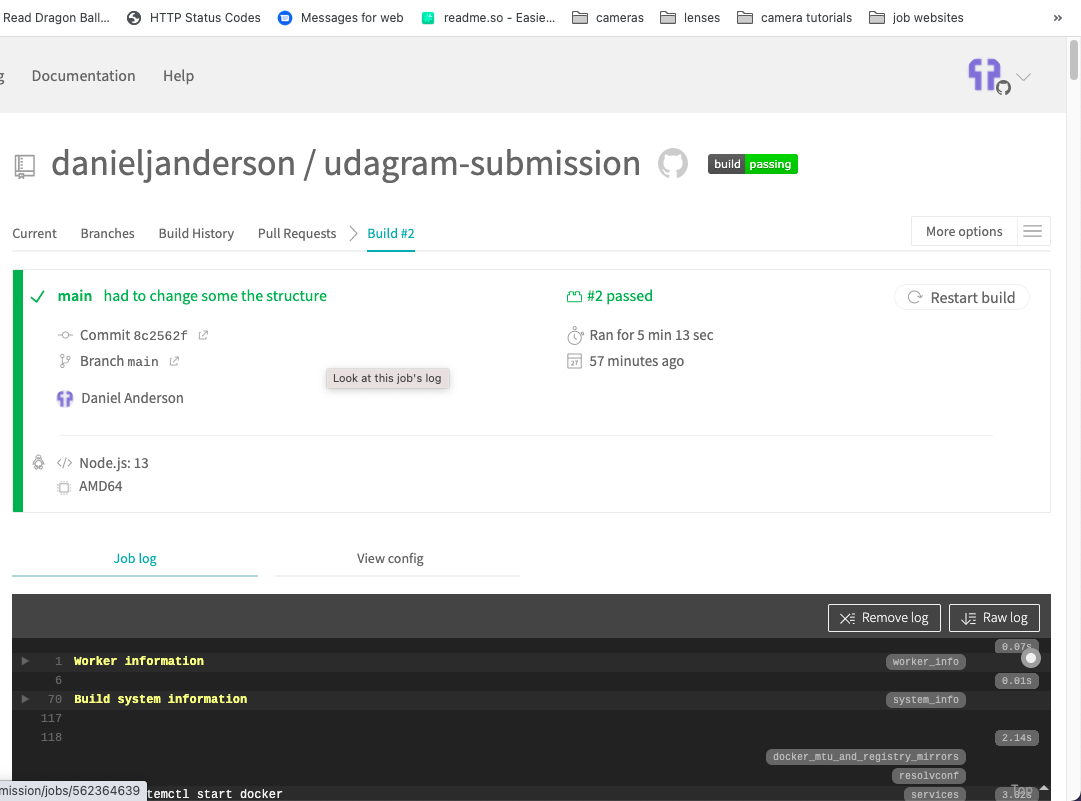 Read Dragon Ball... HTTP Status Codes Messages for web readme.so - Easie... cameras lenses camera tutorials job websites »
Documentation Help
danieljanderson / udagram-submission build passing
Current Branches Build History Pull Requests Build #2 More options
main had to change some the structure #2 passed Restart build
Commit 8c2562f Ran for 5 min 13 sec
Branch main 57 minutes ago
Look at this job's log
Daniel Anderson
Node.js: 13
AMD64
Job log View config
Remove log Raw log
0.07s
1 Worker information worker_info
6 0.01s
70 Build system information system_info
117
118 2.14s
docker_mtu_and_registry_mirrors
resolvconf
mission/jobs/562364639 temctl start docker services Top